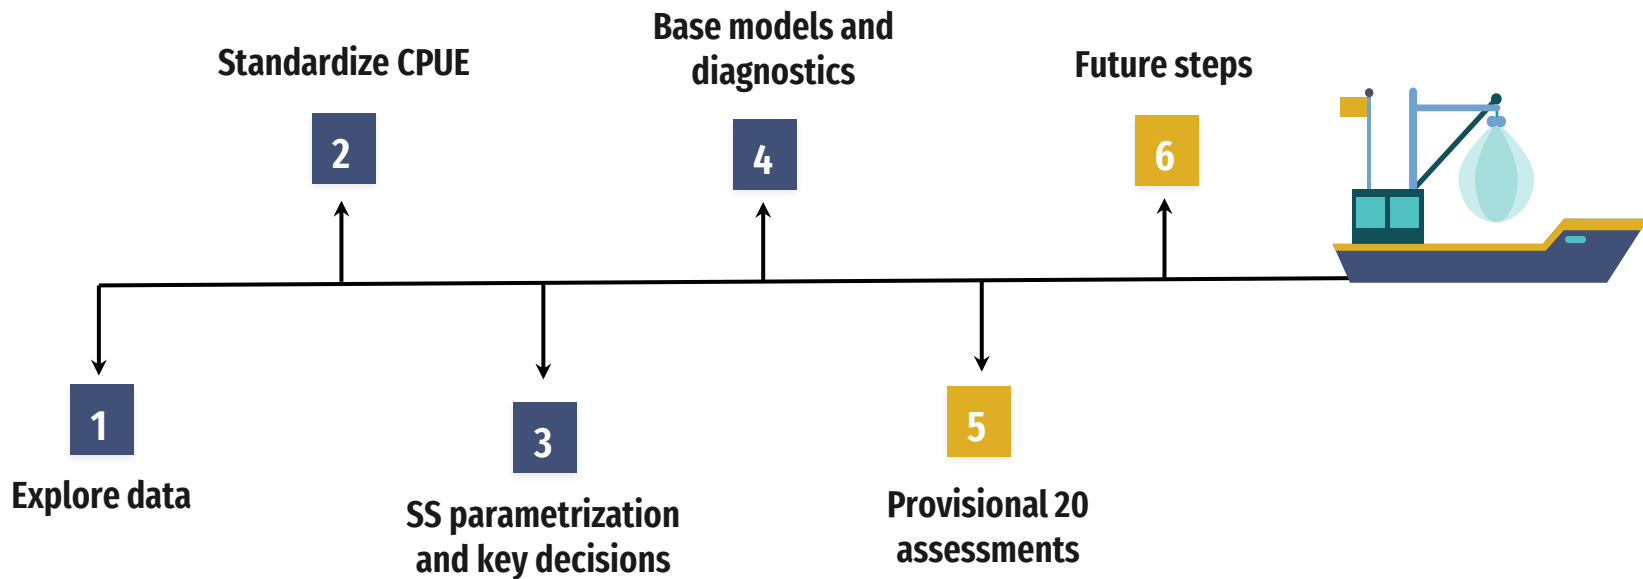 1
Explore data
Standardize CPUE
2
3
SS parametrization
and key decisions
Base models and
diagnostics
4
5
Provisional 20
assessments
Future steps
6